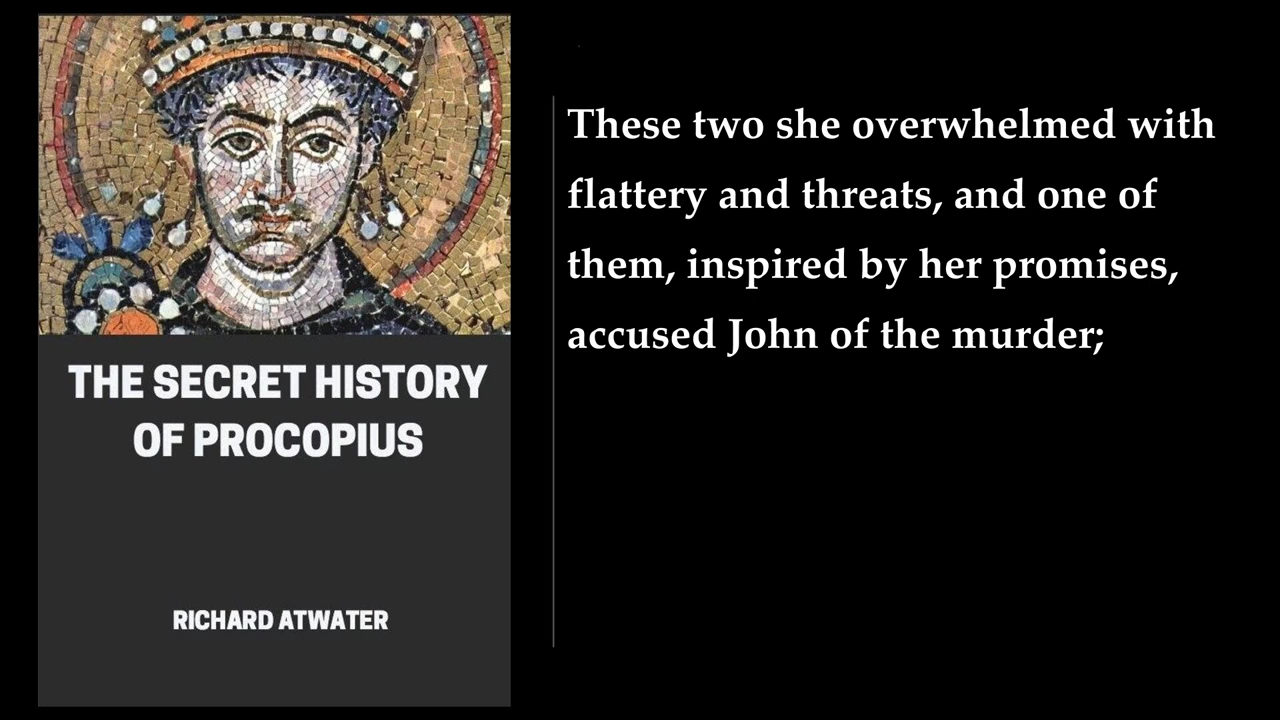 THE SECRET HISTORY
OF PROCOPIUS
RICHARD ATWATER
These two she overwhelmed with
flattery and threats, and one of
them, inspired by her promises,
accused John of the murder;